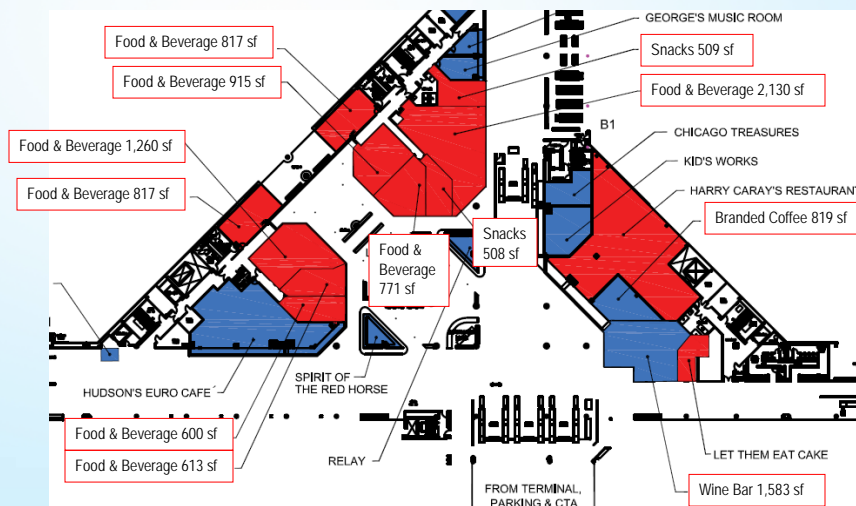 GEORGE'S MUSIC ROOM
Food & Beverage 817 sf
Snacks 509 sf
Food & Beverage 915 sf
Food & Beverage 2,130 sf
B1
CHICAGO TREASURES
Food & Beverage 1,260 sf
KID'S WORKS
Food & Beverage 817 sf
HARRY CARAY'S RESTAURANT
Branded Coffee 819 sf
Food &
Beverage
771 sf
Snacks
508 sf
HUDSON'S EURO CAFE´
SPIRIT OF
THE RED HORSE
Food & Beverage 600 sf
Food & Beverage 613 sf
RELAY
LET THEM EAT CAKE
Wine Bar 1,583 sf
FROM TERMINAL,
PARKING & CTA